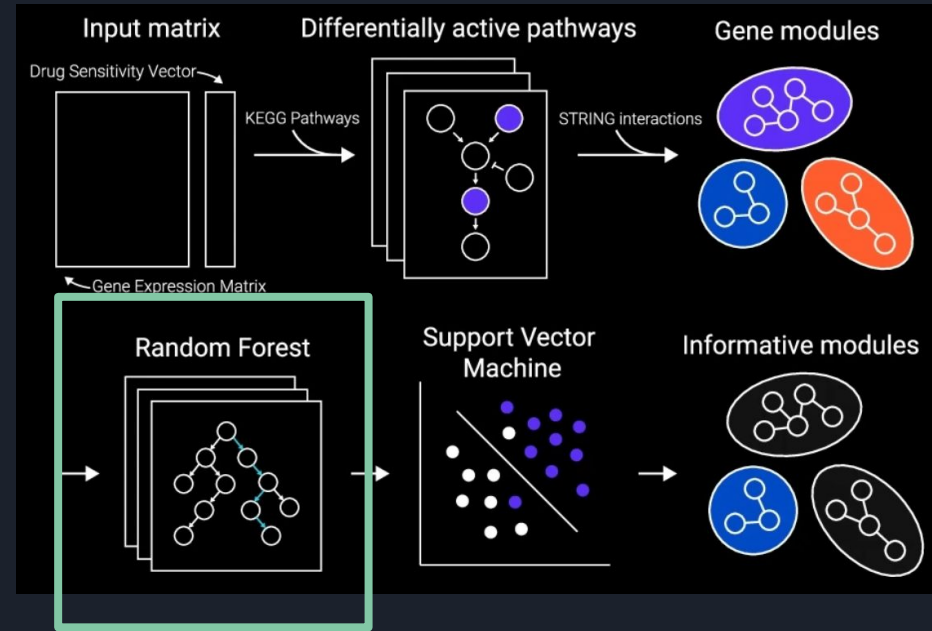 Input matrix
Differentially active pathways
Gene modules
Drug Sensitivity Vector
KEGG Pathways
STRING interactions
Gene Expression Matrix
Random Forest
Support Vector
Machine
Informative modules